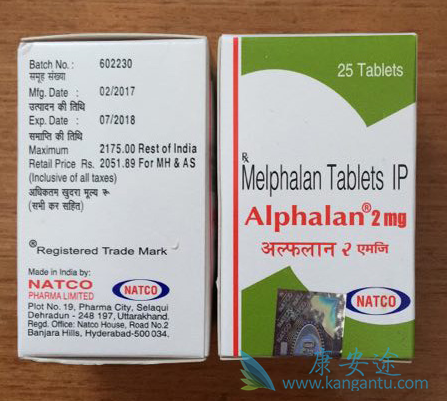 Batch No. : 602230
समूह संख्या
Mfg. Date : 02/2017
उत्पादन की तिथि
Exp. Date : 07/2018
समाप्ति की तिथि
Maximum 2175.00 Rest of India
Retail Price Rs. 2051.89 For MH & AS
(Inclusive of all taxes)
अधिकतम खुदरा मूल्य रू
(सभी कर सहित)
®Registered Trade Mark
Made in India by:
NATCO
PHARMA LIMITED
NATCO
Plot No. 19, Pharma City, Selaqui
Dehradun - 248 197, Uttarakhand.
Regd. Office: Natco House, Road No.2
Banjara Hills, Hyderabad-500 034.
25 Tablets
Rx
Melphalan Tablets IP
Alphalan® 2 mg
अल्फलान २ एमजि
NATCO
康安途
www.kangantu.com